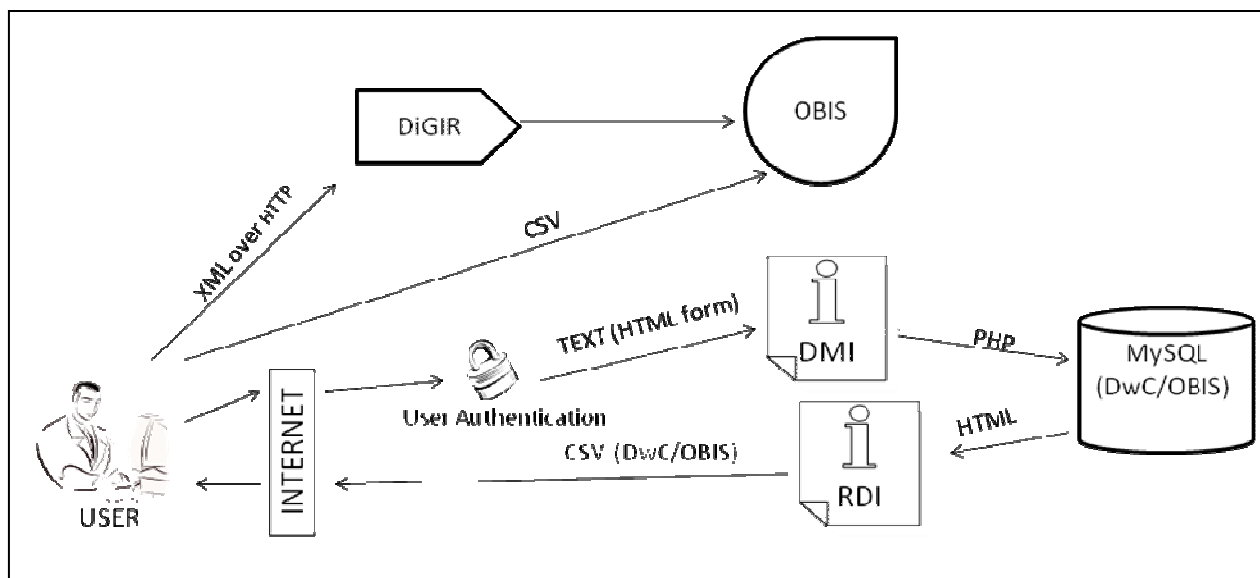 DiGIR
OBIS
XML over HTTP
CSV
TEXT (HTML form)
DMI
PHP
MySQL
(DwC/OBIS)
User Authentication
INTERNET
HTML
CSV (DwC/OBIS)
RDI
USER